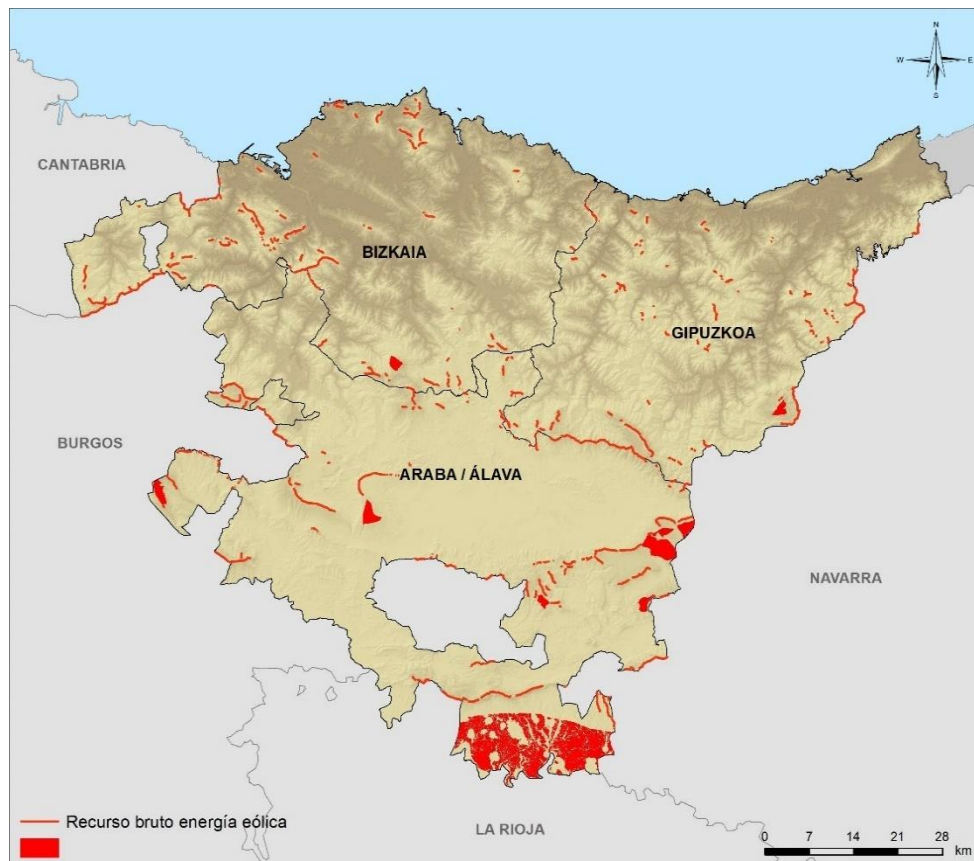 N
W E
S
CANTABRIA
BIZKAIA
GIPUZKOA
BURGOS
ARABA / ÁLAVA
NAVARRA
Recurso bruto energía eólica
LA RIOJA
0 7 14 21 28
km